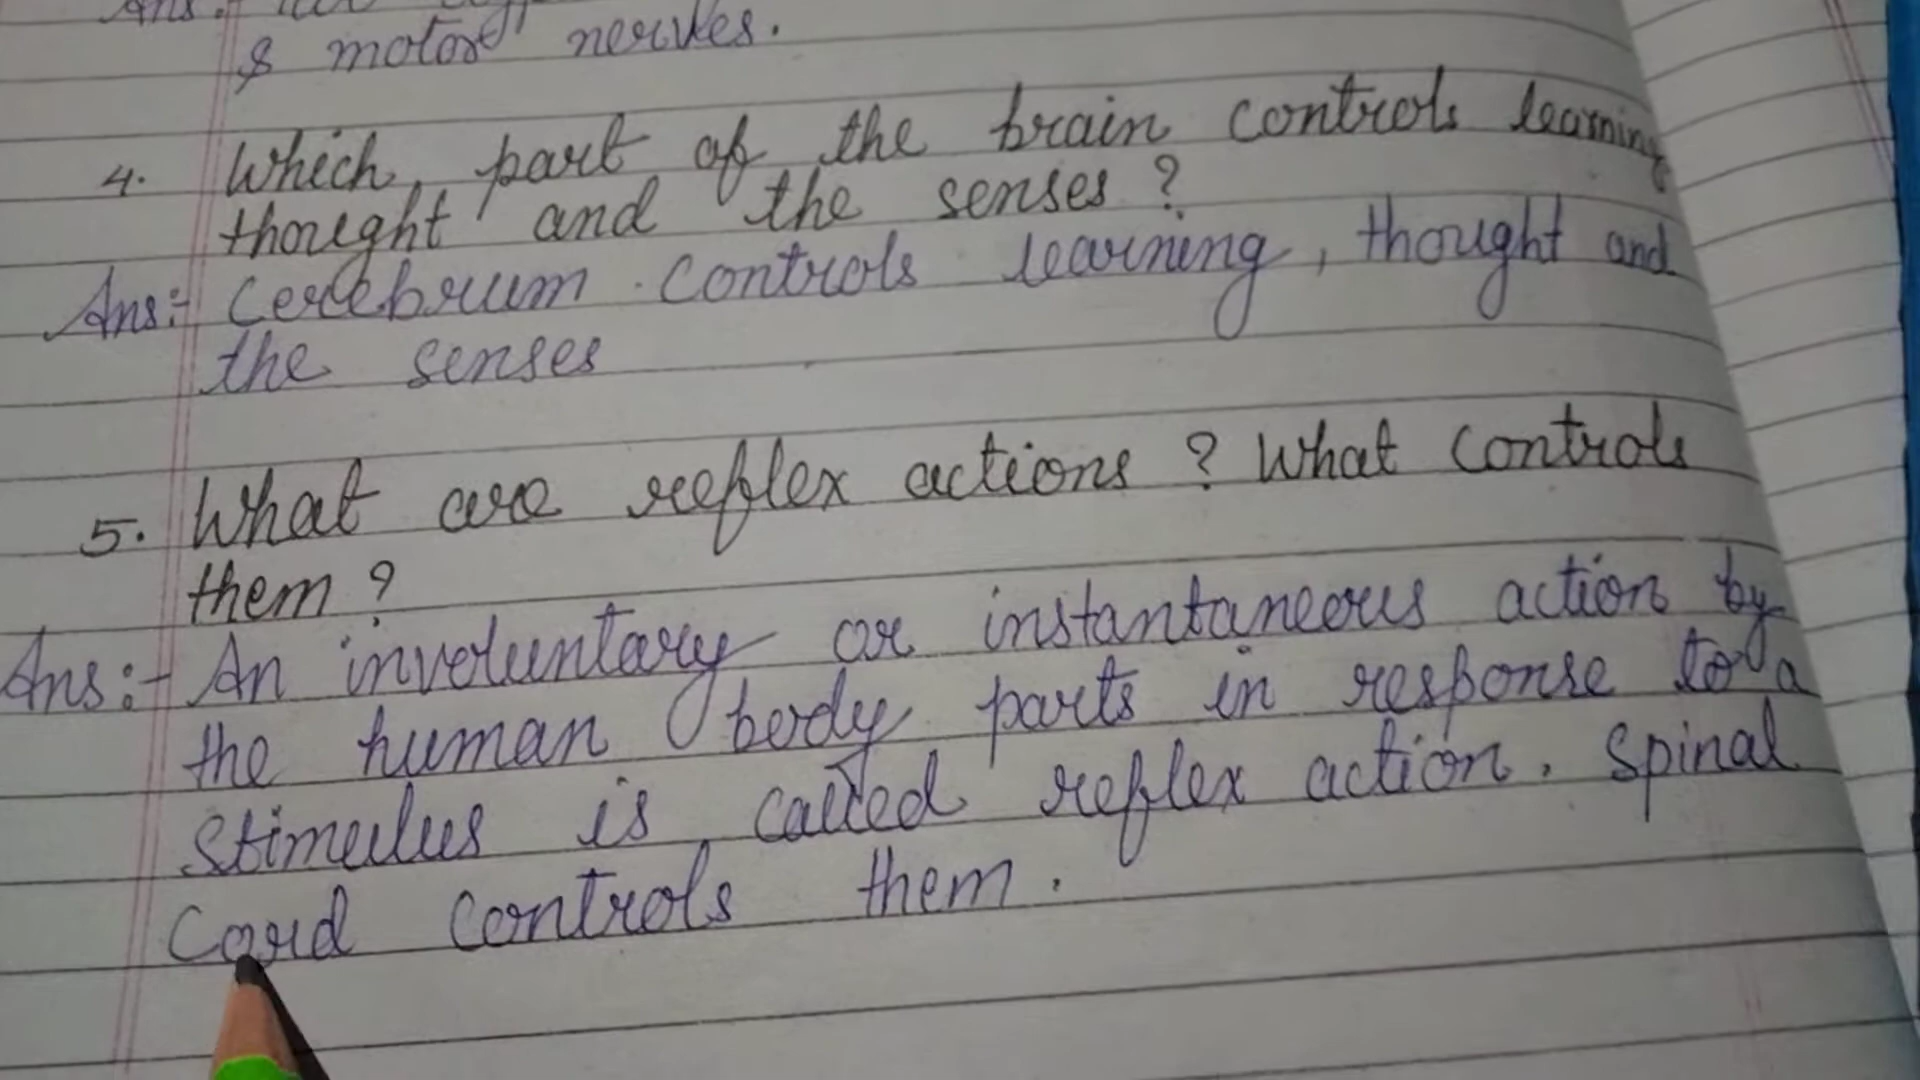 Ans:-
& motor nerves.
4. Which part of the brain controls learning
thought and the senses ?
Ans:- Cerebrum controls learning, thought and
the senses
5. What are reflex actions ? What controls
them ?
Ans:- An involuntary or instantaneous action by
the human body parts in response to a
stimulus is called reflex action. Spinal
Cord controls them.